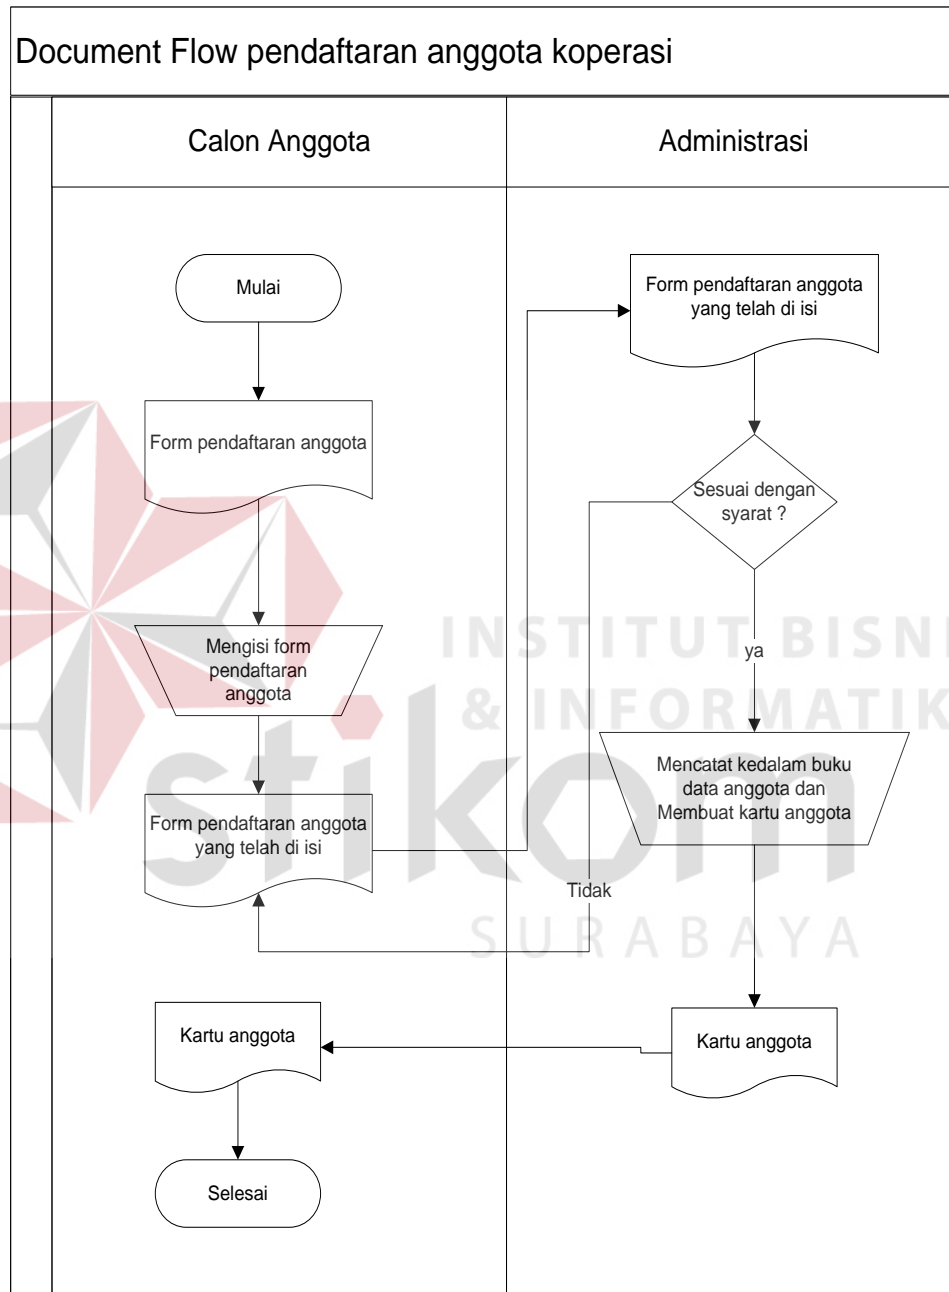 Document Flow pendaftaran anggota koperasi
Calon Anggota
Administrasi
Mulai
Form pendaftaran anggota
Mengisi form
pendaftaran
anggota
Form pendaftaran anggota
yang telah di isi
Kartu anggota
Selesai
Form pendaftaran anggota
yang telah di isi
Sesuai dengan
syarat ?
ya
Tidak
Mencatat kedalam buku
data anggota dan
Membuat kartu anggota
Kartu anggota
INSTITUT BISNI
& INFORMATIK
stikom
SURABAYA